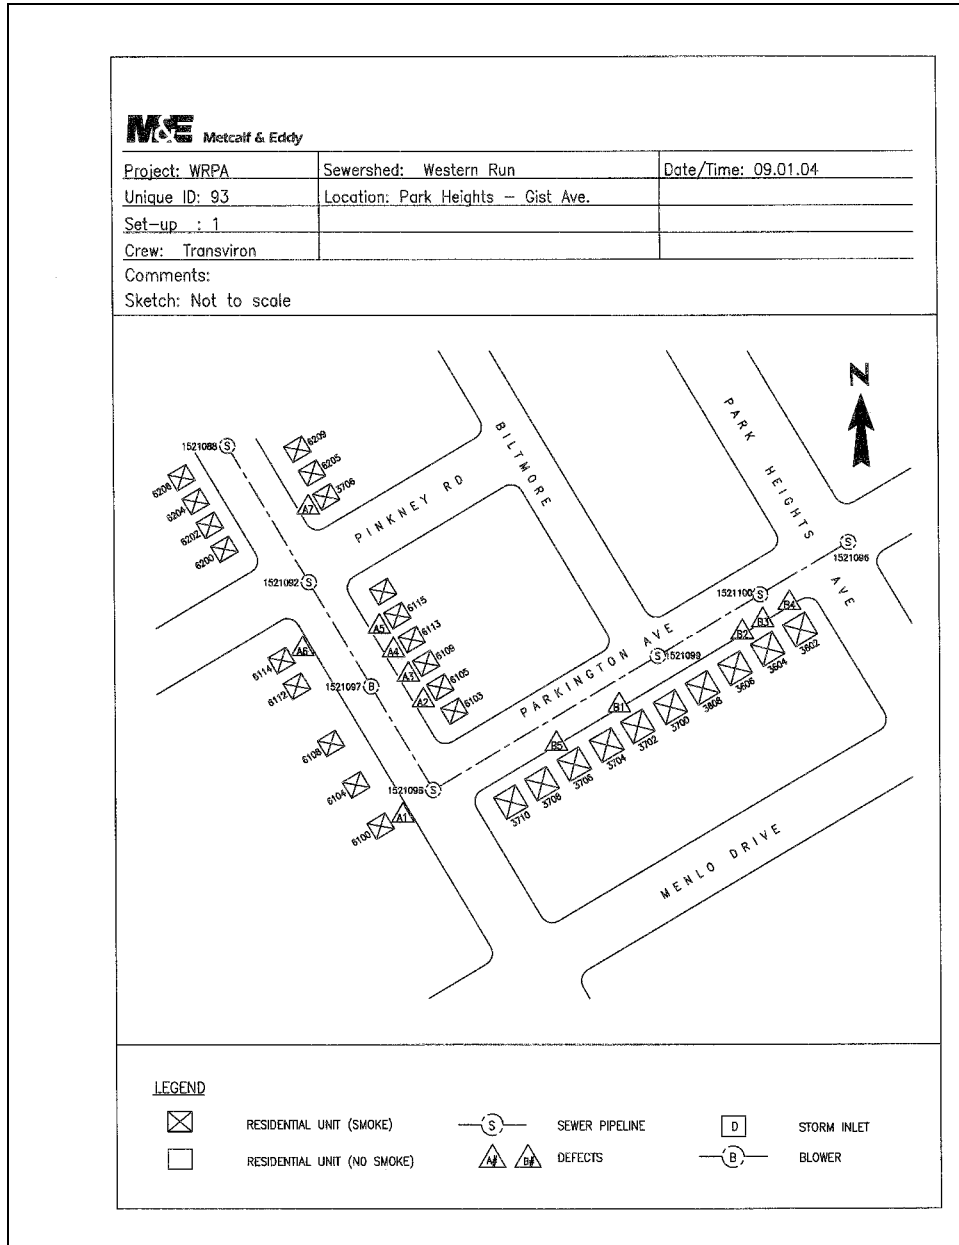 M&E Metcalf & Eddy
Project: WRPA
Sewershed: Western Run
Date/Time: 09.01.04
Unique ID: 93
Location: Park Heights - Gist Ave.
Set-up : 1
Crew: Transviron
Comments:
Sketch: Not to scale
N
PARK HEIGHTS AVE
BILTMORE
PINKNEY RD
PARKINGTON AVE
MENLO DRIVE
1521088 S
6209
6205
3706
A7
6206
6204
6202
6200
1521092 S
S
1521096
1521100 S
B4
B3
B2
6115
A5
6113
A4
6109
A3
6105
A2
6103
A6
6114
6112
1521097 B
S 1521099
3602
3604
3606
3608
3700
3702
3704
3706
3708
3710
B1
B5
6108
6104
S
6100
A1
LEGEND
RESIDENTIAL UNIT (SMOKE)
S SEWER PIPELINE
D STORM INLET
RESIDENTIAL UNIT (NO SMOKE)
A# B# DEFECTS
B BLOWER